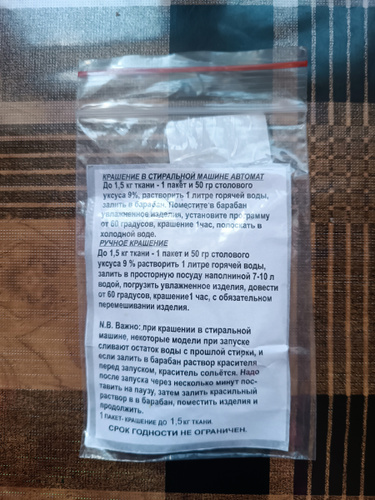 КРАШЕНИЕ В СТИРАЛЬНОЙ МАШИНЕ АВТОМАТ
До 1,5 кг ткани - 1 пакет и 50 гр столового
уксуса 9%, растворить 1 литре горячей воды,
залить в барабан. Поместите в барабан
увлажненное изделия, установите программу
от 60 градусов, крашение 1час, полоскать в
холодной воде.
РУЧНОЕ КРАШЕНИЕ
До 1,5 кг ткани - 1 пакет и 50 гр столового
уксуса 9 % растворить 1 литре горячей воды,
залить в просторную посуду наполниной 7-10 л
водой, погрузить увлажненное изделия, довести
от 60 градусов, крашение1 час, с обязательном
перемешивании изделия.
N.B. Важно: при крашении в стиральной
машине, некоторые модели при запуске
сливают остаток воды с прошлой стирки, и
если залить в барабан раствор красителя
перед запуском, краситель сольётся. Надо
после запуска через несколько минут пос-
тавить на паузу, затем залить красильный
раствор в в барабан, поместить изделия и
продолжить.
1 ПАКЕТ- КРАШЕНИЕ ДО 1,5 КГ ТКАНИ.
СРОК ГОДНОСТИ НЕ ОГРАНИЧЕН.